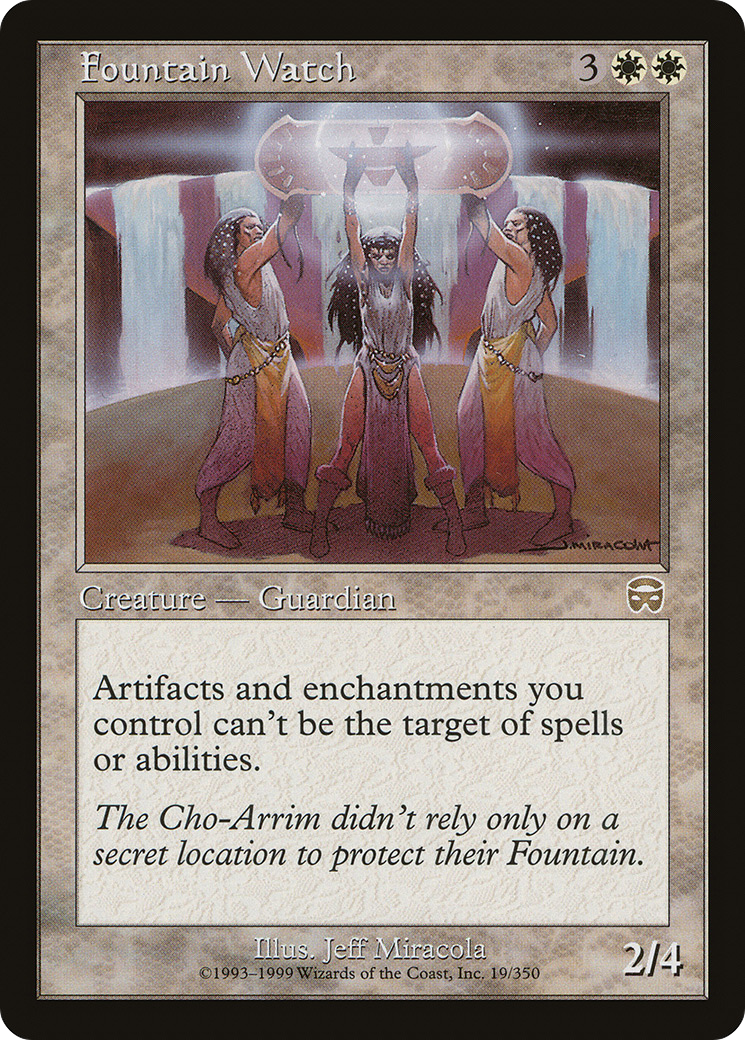 Fountain Watch 3
J.MIRACOLA
Creature — Guardian
Artifacts and enchantments you
control can't be the target of spells
or abilities.
The Cho-Arrim didn't rely only on a
secret location to protect their Fountain.
Illus. Jeff Miracola
©1993–1999 Wizards of the Coast, Inc. 19/350
2/4